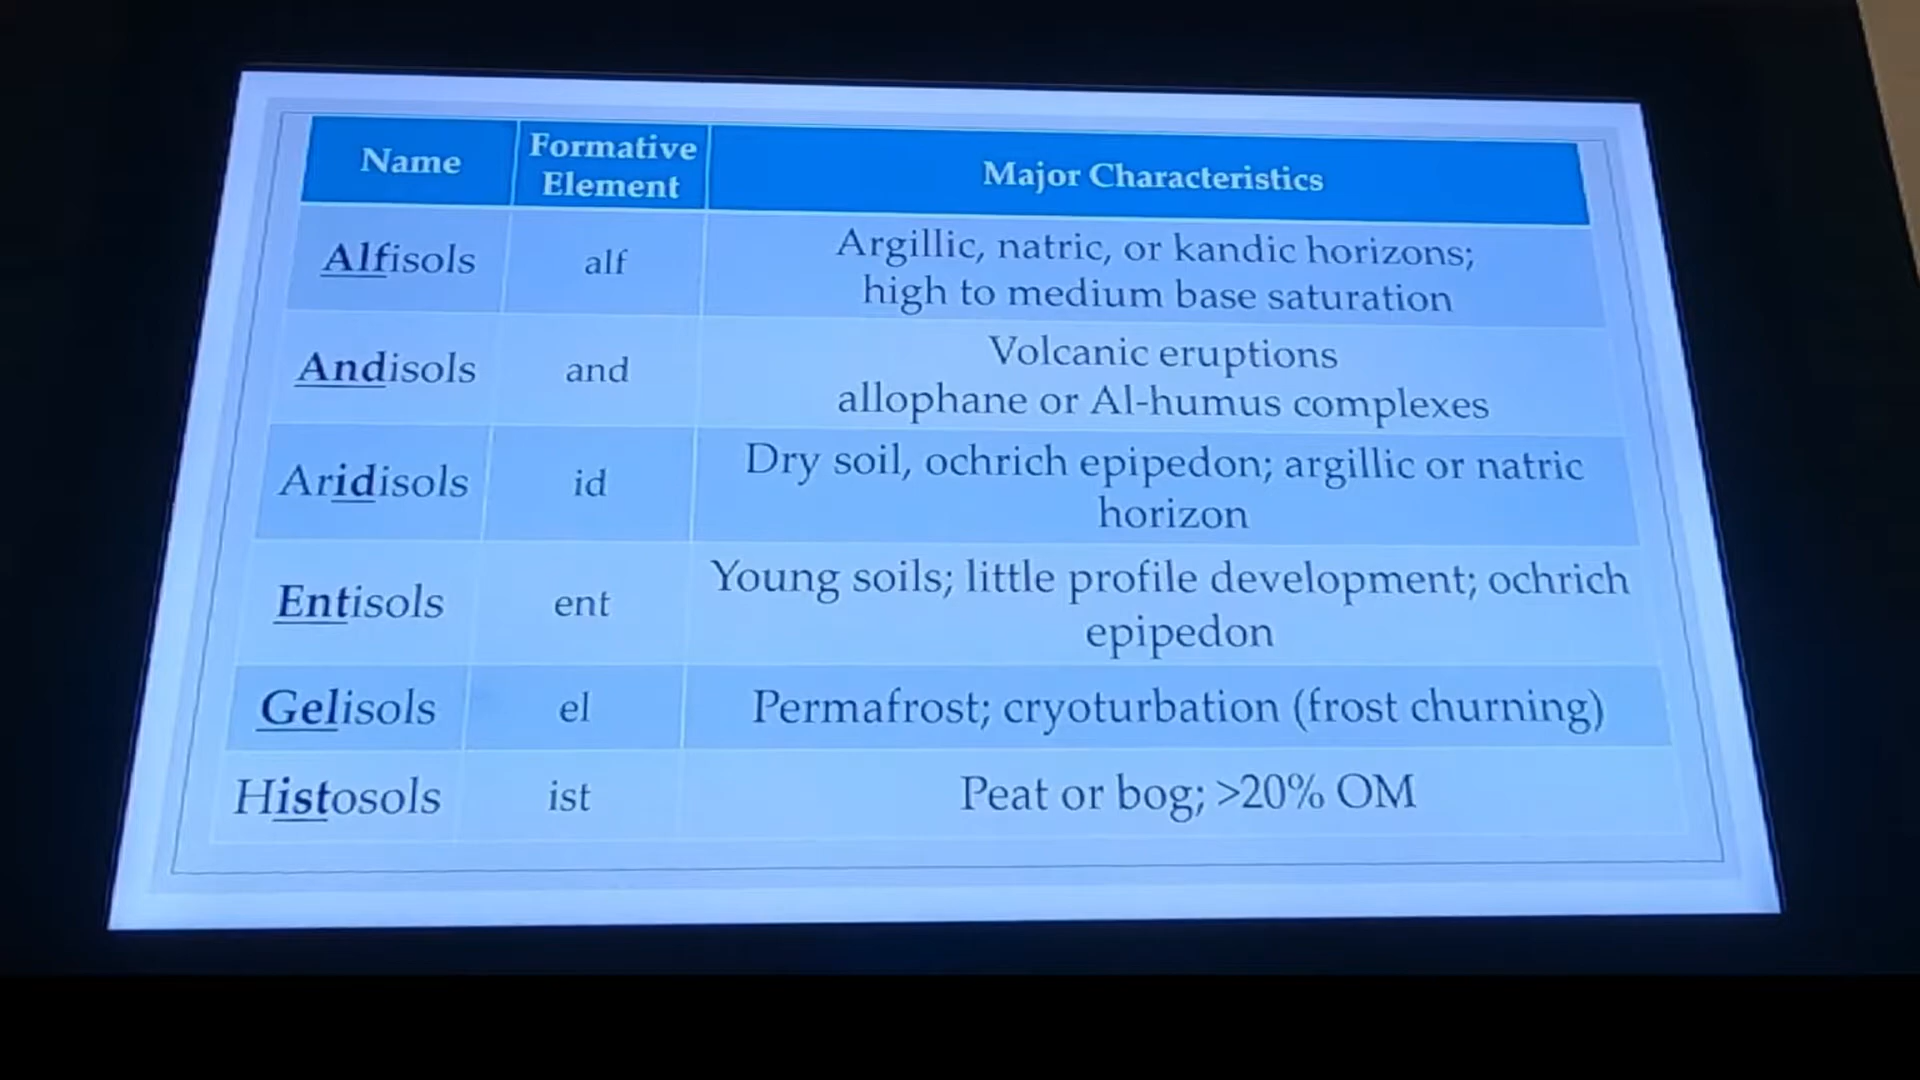 Name
Formative
Element
Major Characteristics
Alfisols
alf
Argillic, natric, or kandic horizons;
high to medium base saturation
Andisols
and
Volcanic eruptions
allophane or Al-humus complexes
Aridisols
id
Dry soil, ochrich epipedon; argillic or natric
horizon
Entisols
ent
Young soils; little profile development; ochrich
epipedon
Gelisols
el
Permafrost; cryoturbation (frost churning)
Histosols
ist
Peat or bog; >20% OM